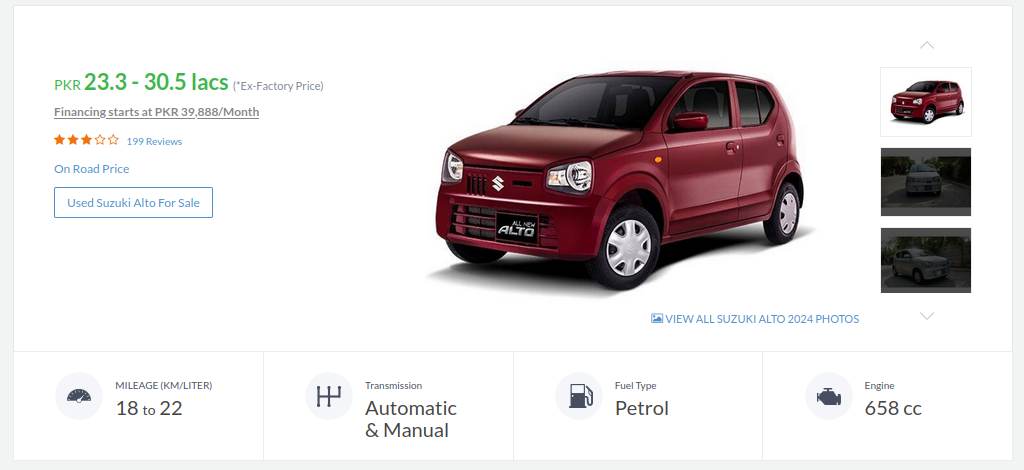 PKR 23.3 - 30.5 lacs (*Ex-Factory Price)
Financing starts at PKR 39,888/Month
199 Reviews
On Road Price
Used Suzuki Alto For Sale
ALL NEW
ALTO
VIEW ALL SUZUKI ALTO 2024 PHOTOS
MILEAGE (KM/LITER)
18 to 22
Transmission
Automatic
& Manual
Fuel Type
Petrol
Engine
658 cc